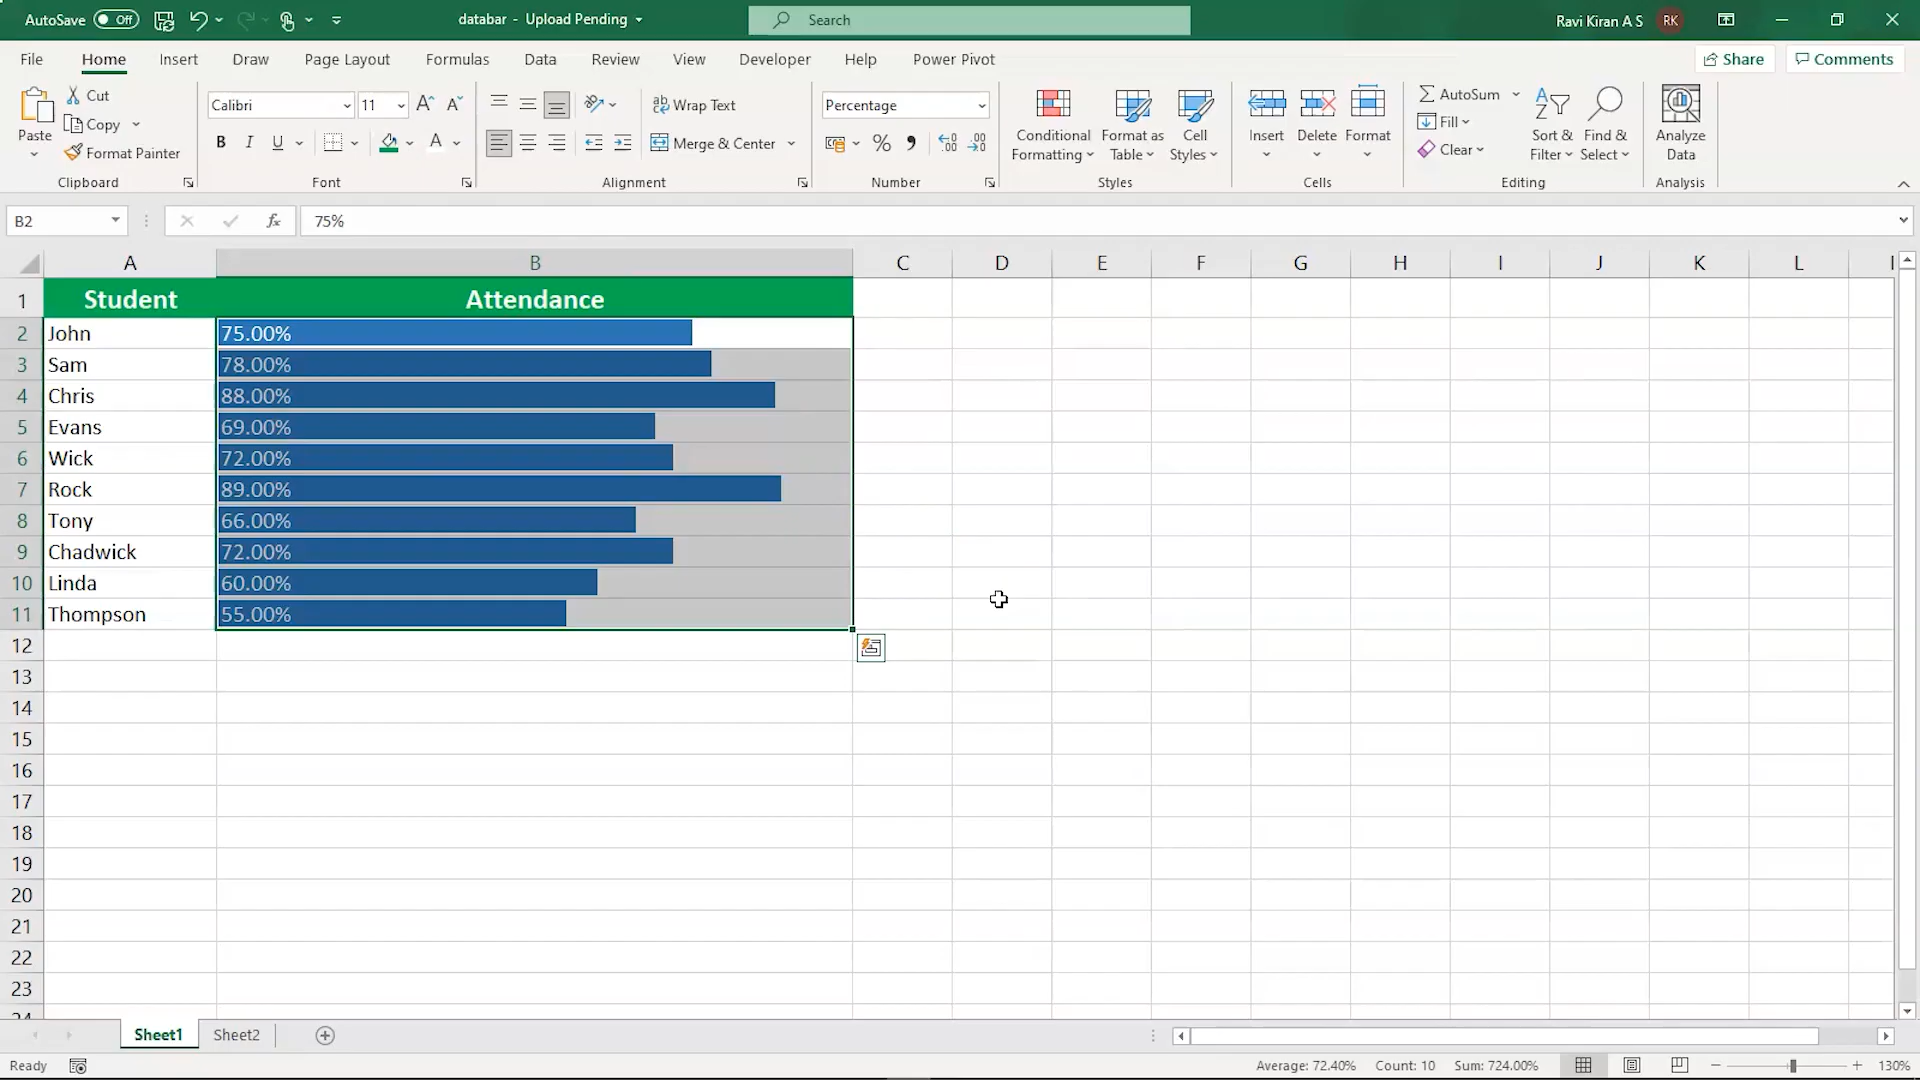 AutoSave Off databar - Upload Pending Search Ravi Kiran A S RK
File Home Insert Draw Page Layout Formulas Data Review View Developer Help Power Pivot Share Comments
Paste Cut Copy Format Painter Clipboard
Calibri 11 B I U A Font
Wrap Text Merge & Center Alignment
Percentage % Number
Conditional Formatting Format as Table Cell Styles Styles
Insert Delete Format Cells
AutoSum Fill Clear Sort & Filter Find & Select Editing
Analyze Data Analysis
B2 fx 75%
A B C D E F G H I J K L
1 Student Attendance
2 John 75.00%
3 Sam 78.00%
4 Chris 88.00%
5 Evans 69.00%
6 Wick 72.00%
7 Rock 89.00%
8 Tony 66.00%
9 Chadwick 72.00%
10 Linda 60.00%
11 Thompson 55.00%
12
13
14
15
16
17
18
19
20
21
22
23
Sheet1 Sheet2
Ready Average: 72.40% Count: 10 Sum: 724.00% 130%